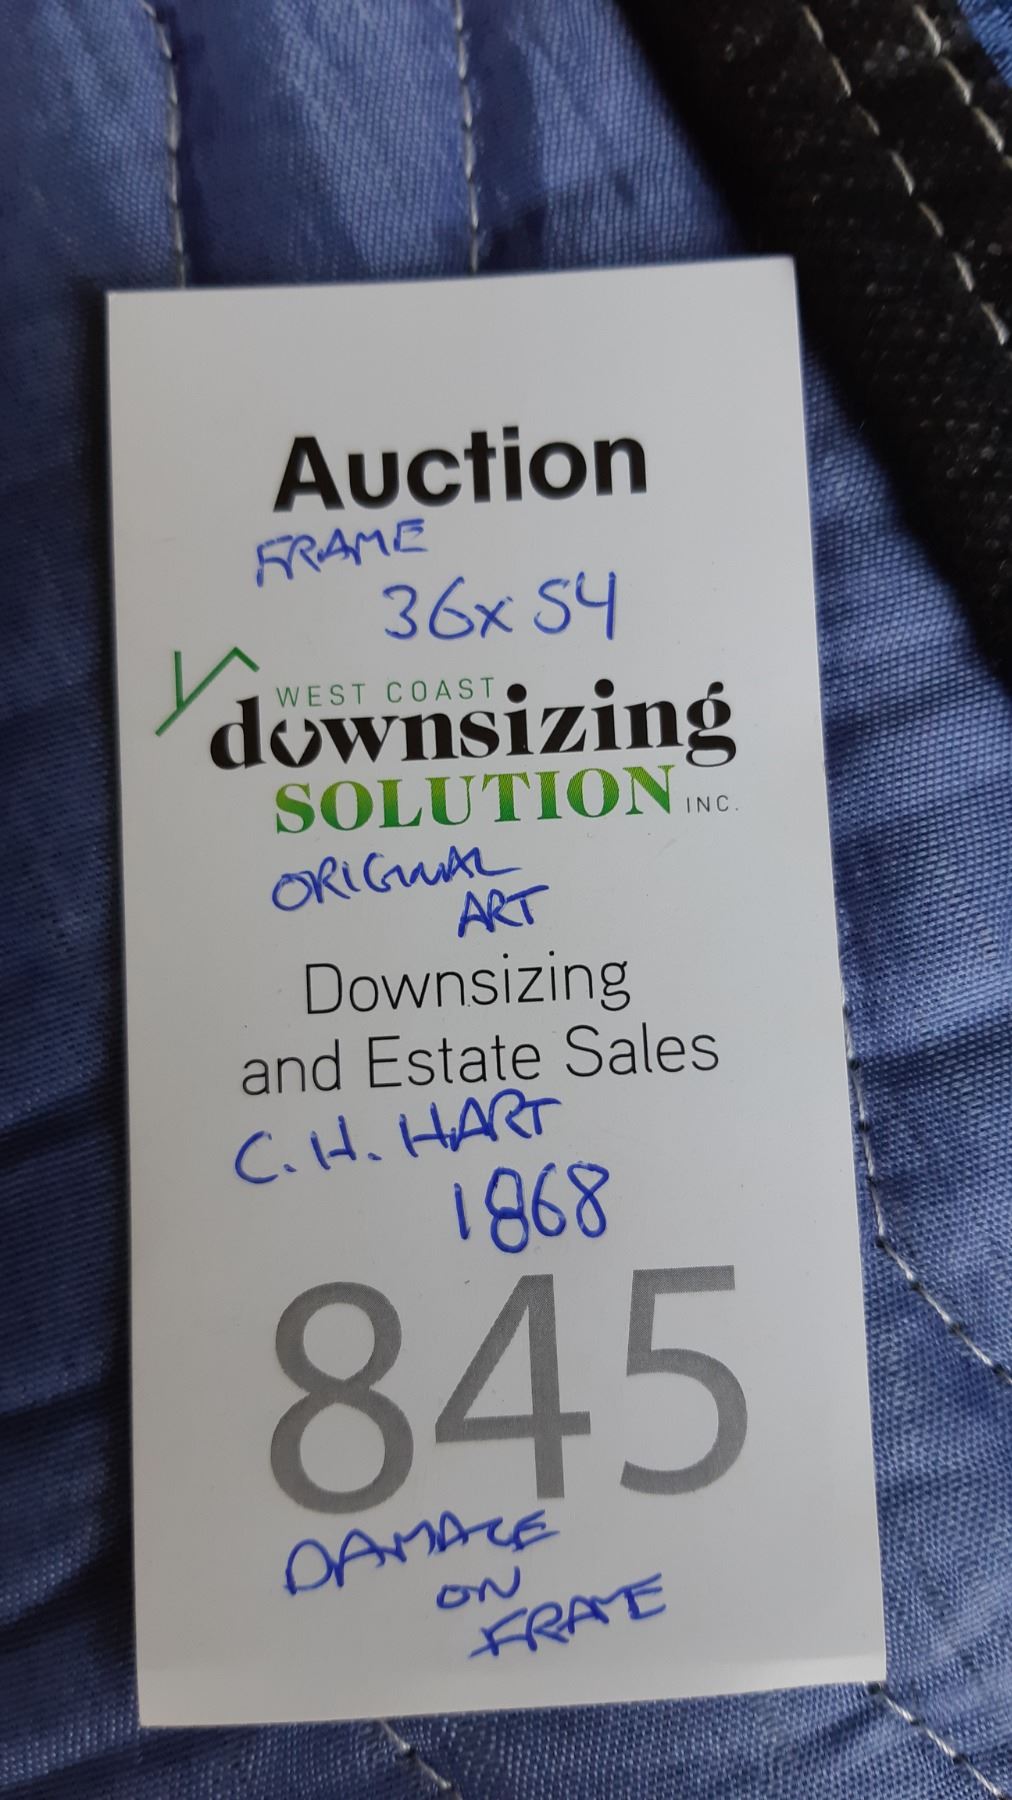 Auction
FRAME
36x54
WEST COAST
downsizing
SOLUTION INC.
ORIGINAL
ART
Downsizing
and Estate Sales
C. H. HART
1868
845
DAMAGE
ON
FRAME